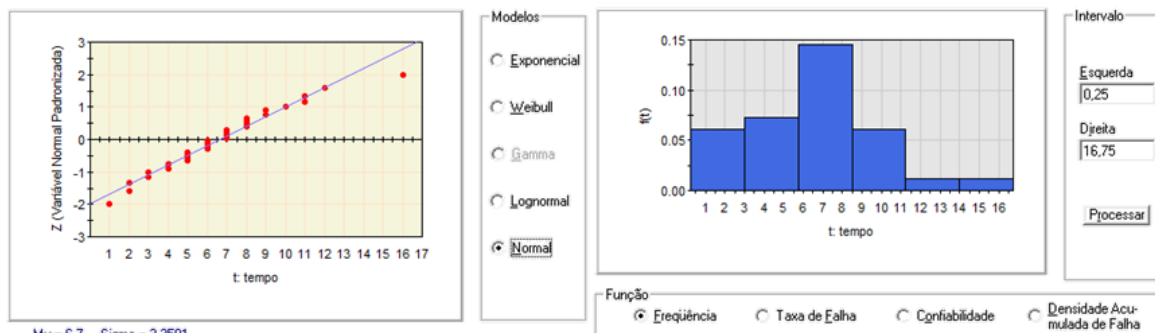 Modelos
Exponencial
Weibull
Gamma
Lognormal
Normal
Z (Variável Normal Padronizada)
3
2
1
0
-1
-2
-3
1 2 3 4 5 6 7 8 9 10 11 12 13 14 15 16 17
t: tempo
f(t)
0.15
0.10
0.05
0.00
1 2 3 4 5 6 7 8 9 10 11 12 13 14 15 16
t: tempo
Intervalo
Esquerda
0,25
Direita
16,75
Processar
Função
Freqüência
Taxa de Falha
Confiabilidade
Densidade Acu-
mulada de Falha